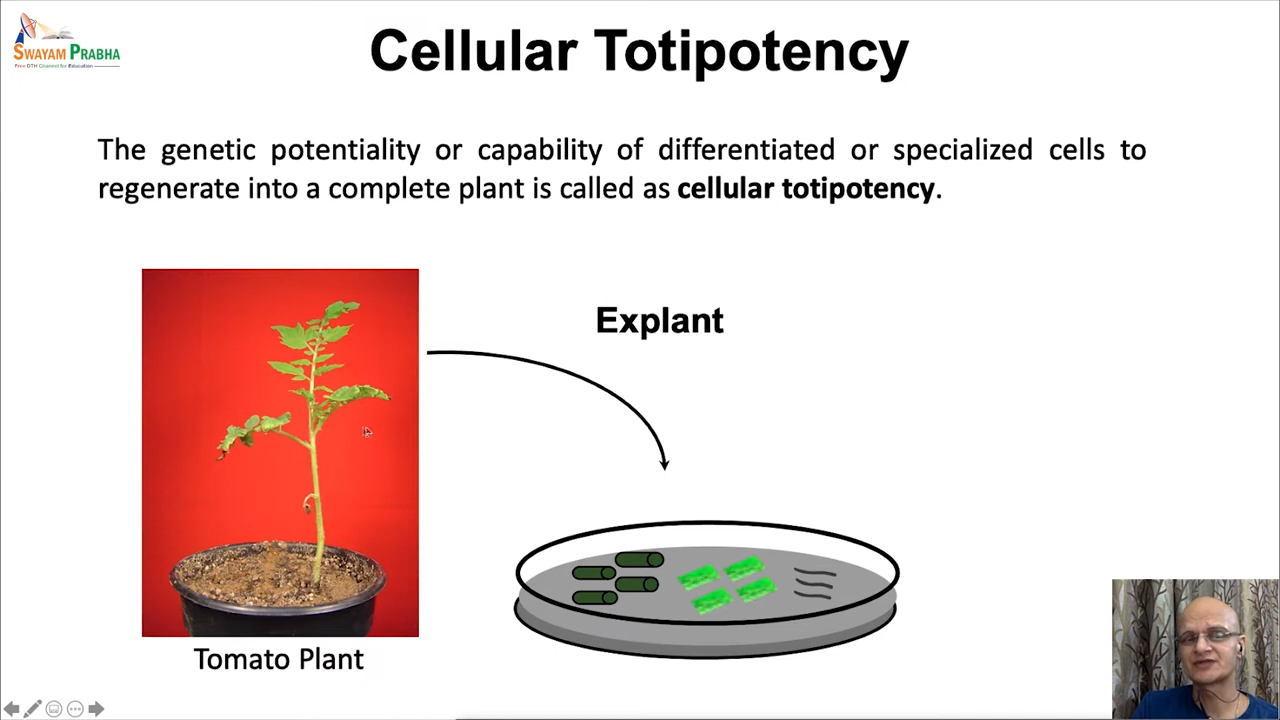 SWAYAM PRABHA
Free DTH Channel for Education
Cellular Totipotency
The genetic potentiality or capability of differentiated or specialized cells to
regenerate into a complete plant is called as cellular totipotency.
Explant
Tomato Plant